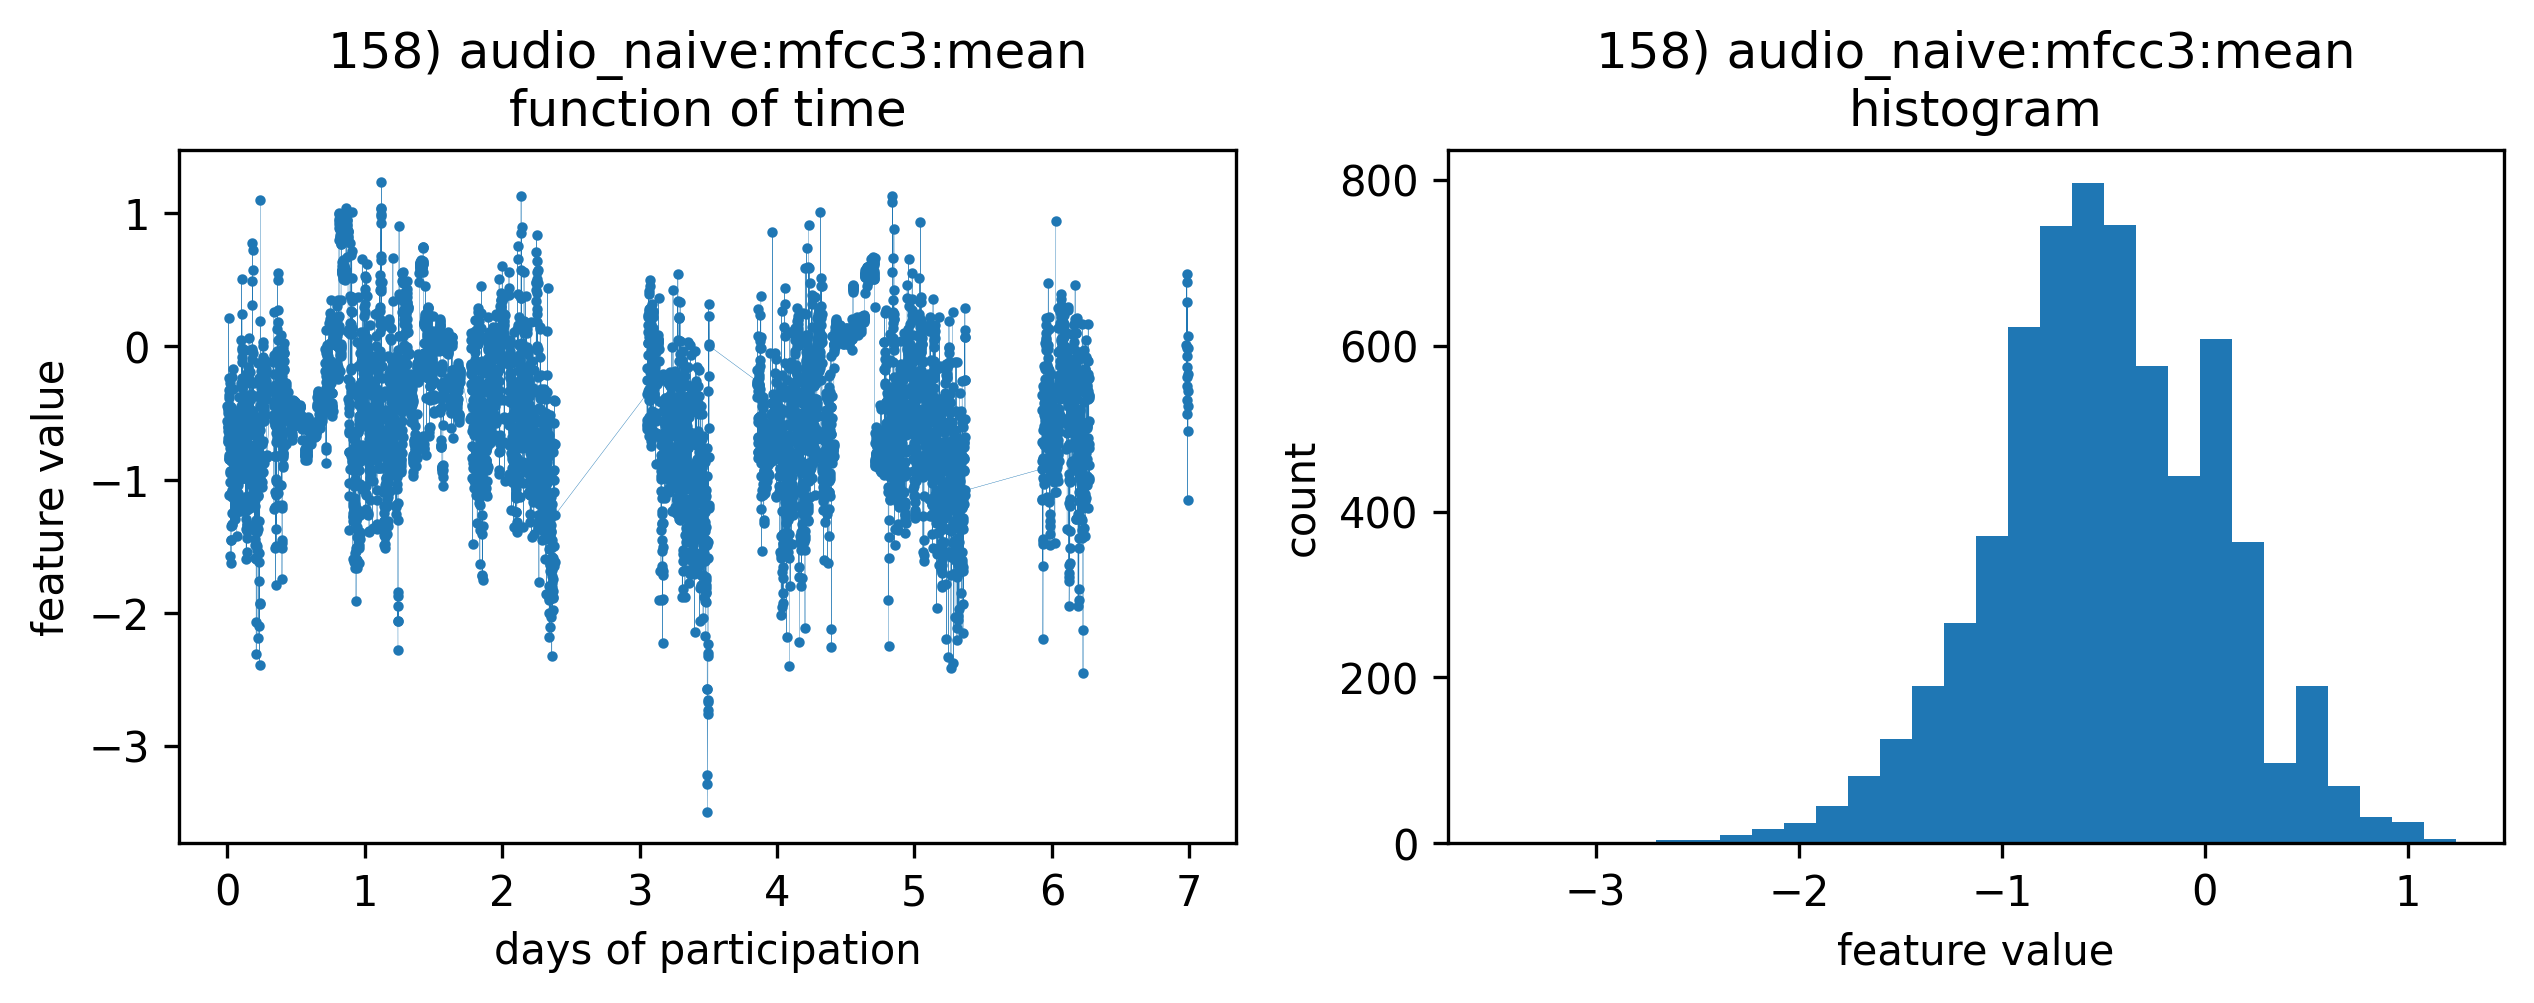 158) audio_naive:mfcc3:mean
function of time
1
0
−1
−2
−3
feature value
0 1 2 3 4 5 6 7
days of participation
158) audio_naive:mfcc3:mean
histogram
800
600
400
200
0
count
−3 −2 −1 0 1
feature value